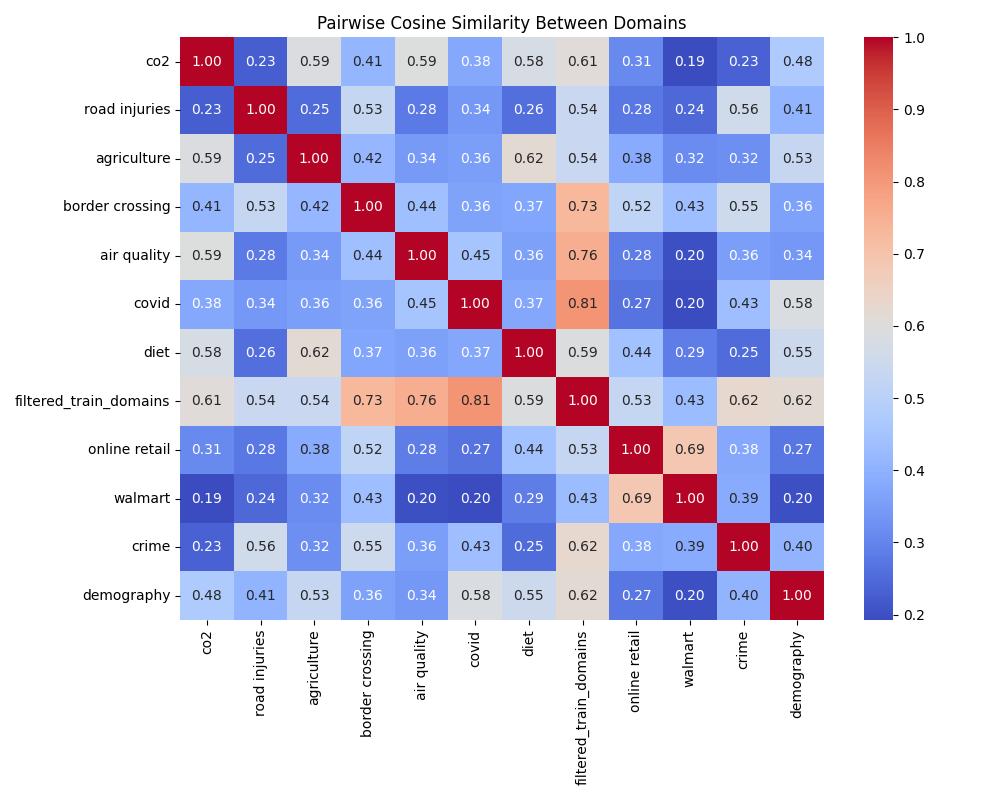 Pairwise Cosine Similarity Between Domains
co2 1.00 0.23 0.59 0.41 0.59 0.38 0.58 0.61 0.31 0.19 0.23 0.48
road injuries 0.23 1.00 0.25 0.53 0.28 0.34 0.26 0.54 0.28 0.24 0.56 0.41
agriculture 0.59 0.25 1.00 0.42 0.34 0.36 0.62 0.54 0.38 0.32 0.32 0.53
border crossing 0.41 0.53 0.42 1.00 0.44 0.36 0.37 0.73 0.52 0.43 0.55 0.36
air quality 0.59 0.28 0.34 0.44 1.00 0.45 0.36 0.76 0.28 0.20 0.36 0.34
covid 0.38 0.34 0.36 0.36 0.45 1.00 0.37 0.81 0.27 0.20 0.43 0.58
diet 0.58 0.26 0.62 0.37 0.36 0.37 1.00 0.59 0.44 0.29 0.25 0.55
filtered_train_domains 0.61 0.54 0.54 0.73 0.76 0.81 0.59 1.00 0.53 0.43 0.62 0.62
online retail 0.31 0.28 0.38 0.52 0.28 0.27 0.44 0.53 1.00 0.69 0.38 0.27
walmart 0.19 0.24 0.32 0.43 0.20 0.20 0.29 0.43 0.69 1.00 0.39 0.20
crime 0.23 0.56 0.32 0.55 0.36 0.43 0.25 0.62 0.38 0.39 1.00 0.40
demography 0.48 0.41 0.53 0.36 0.34 0.58 0.55 0.62 0.27 0.20 0.40 1.00
co2
road injuries
agriculture
border crossing
air quality
covid
diet
filtered_train_domains
online retail
walmart
crime
demography
1.0
0.9
0.8
0.7
0.6
0.5
0.4
0.3
0.2